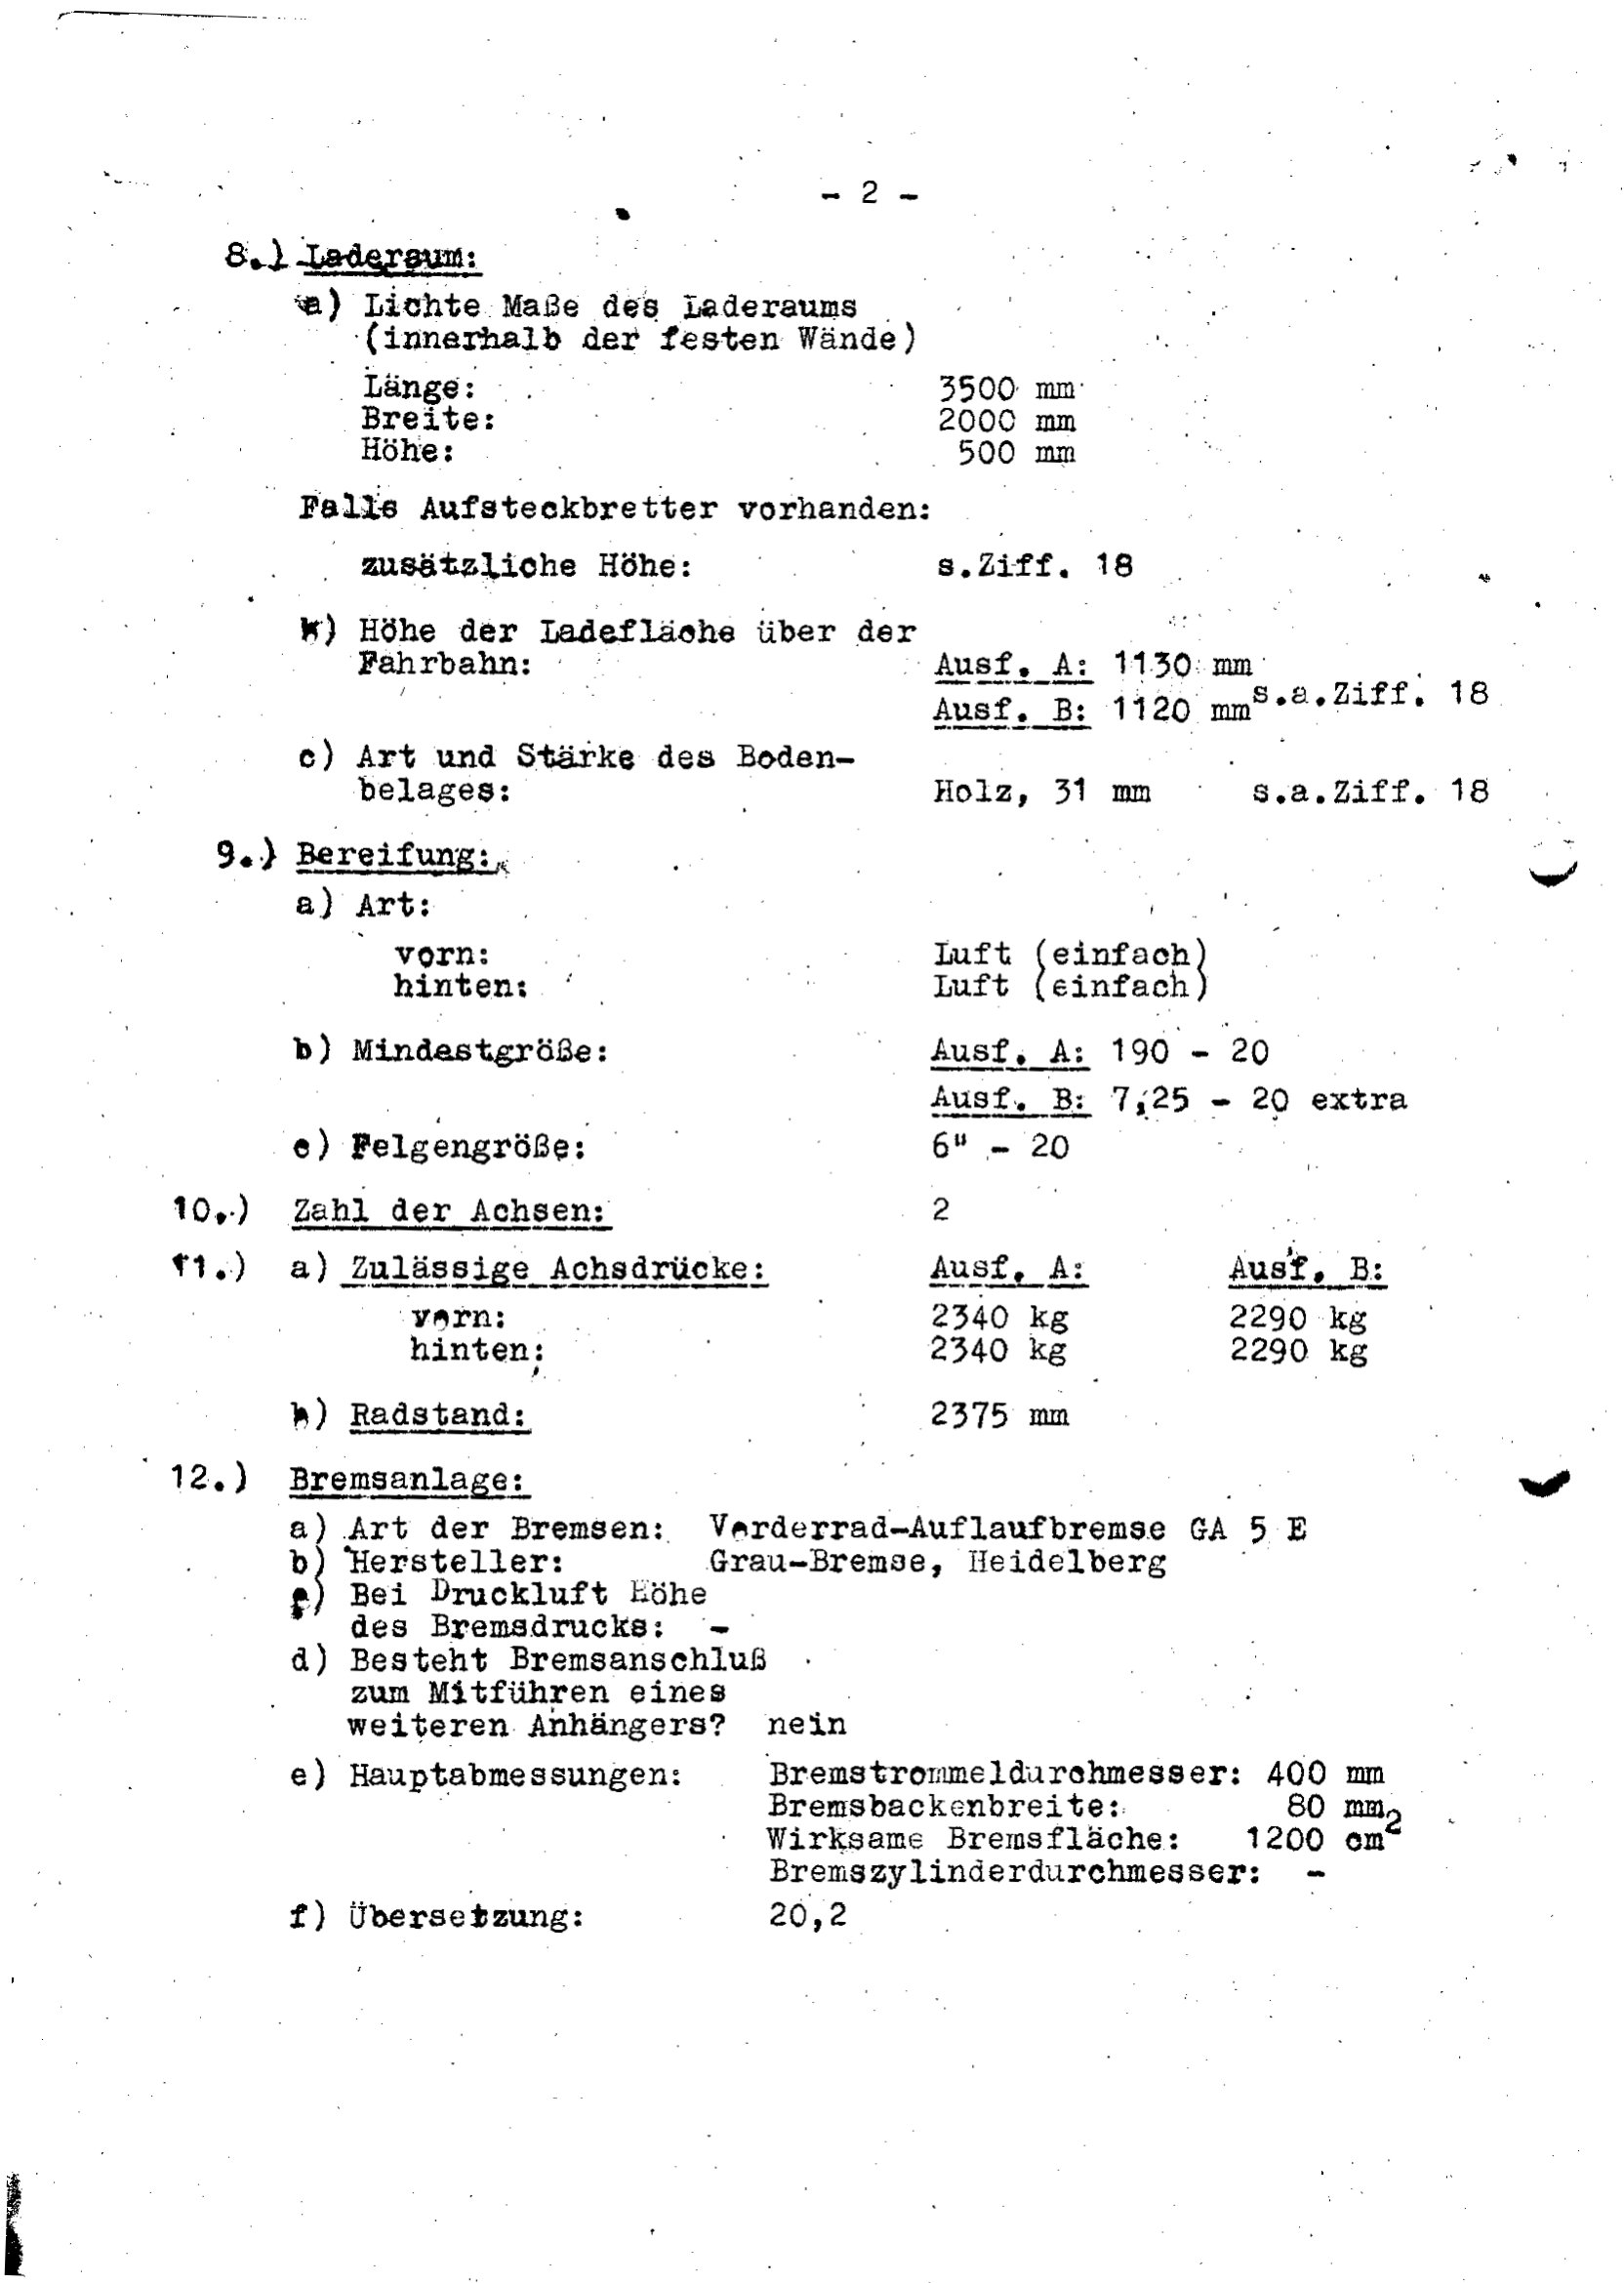 - 2 -
8.) Laderaum:
a) Lichte Maße des Laderaums
(innerhalb der festen Wände)
Länge: 3500 mm
Breite: 2000 mm
Höhe: 500 mm
Falls Aufsteckbretter vorhanden:
zusätzliche Höhe: s.Ziff. 18
b) Höhe der Ladefläche über der
Fahrbahn: Ausf. A: 1130 mm
s.a.Ziff. 18
Ausf. B: 1120 mm
c) Art und Stärke des Boden-
belages: Holz, 31 mm s.a.Ziff. 18
9.) Bereifung:
a) Art:
vorn: Luft (einfach)
hinten: Luft (einfach)
b) Mindestgröße: Ausf. A: 190 - 20
Ausf. B: 7,25 - 20 extra
c) Felgengröße: 6" - 20
10.) Zahl der Achsen: 2
11.) a) Zulässige Achsdrücke: Ausf. A: Ausf. B:
vorn: 2340 kg 2290 kg
hinten: 2340 kg 2290 kg
b) Radstand: 2375 mm
12.) Bremsanlage:
a) Art der Bremsen: Vorderrad-Auflaufbremse GA 5 E
b) Hersteller: Grau-Bremse, Heidelberg
c) Bei Druckluft Höhe
des Bremsdrucks: -
d) Besteht Bremsanschluß
zum Mitführen eines
weiteren Anhängers? nein
e) Hauptabmessungen: Bremstrommeldurchmesser: 400 mm
Bremsbackenbreite: 80 mm
Wirksame Bremsfläche: 1200 cm²
Bremszylinderdurchmesser: -
f) Übersetzung: 20,2